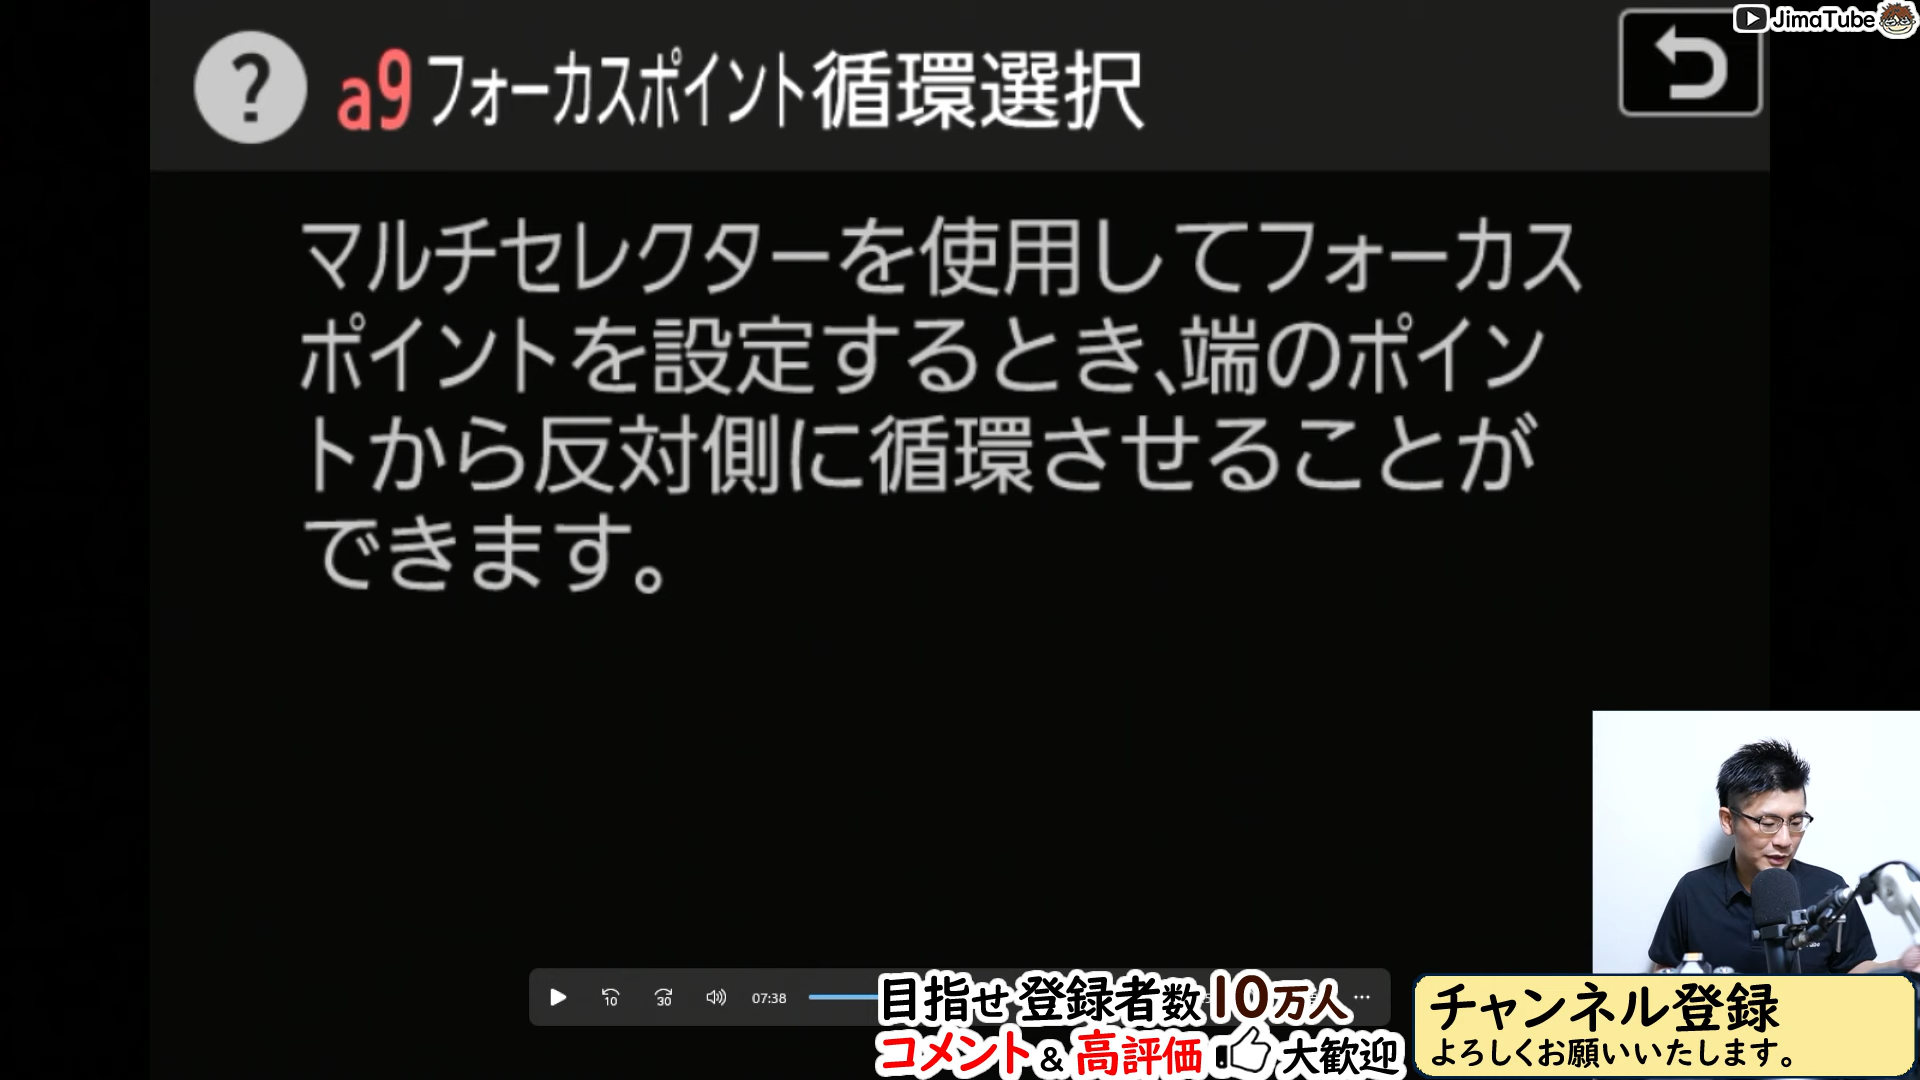 JimaTube
? a9 フォーカスポイント循環選択
マルチセレクターを使用してフォーカス
ポイントを設定するとき、端のポイン
トから反対側に循環させることが
できます。
10 30 07:38
目指せ 登録者数10万人
コメント&高評価 大歓迎
チャンネル登録
よろしくお願いいたします。